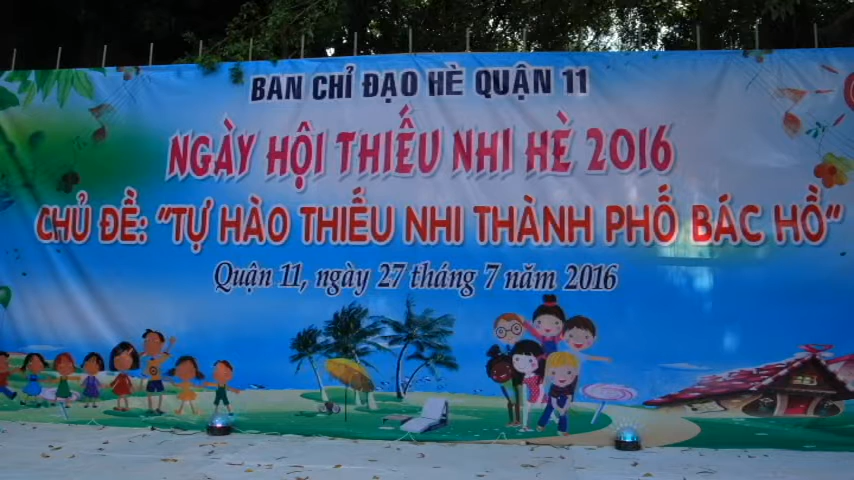 BAN CHỈ ĐẠO HÈ QUẬN 11
NGÀY HỘI THIẾU NHI HÈ 2016
CHỦ ĐỀ: "TỰ HÀO THIẾU NHI THÀNH PHỐ BÁC HỒ"
Quận 11, ngày 27 tháng 7 năm 2016